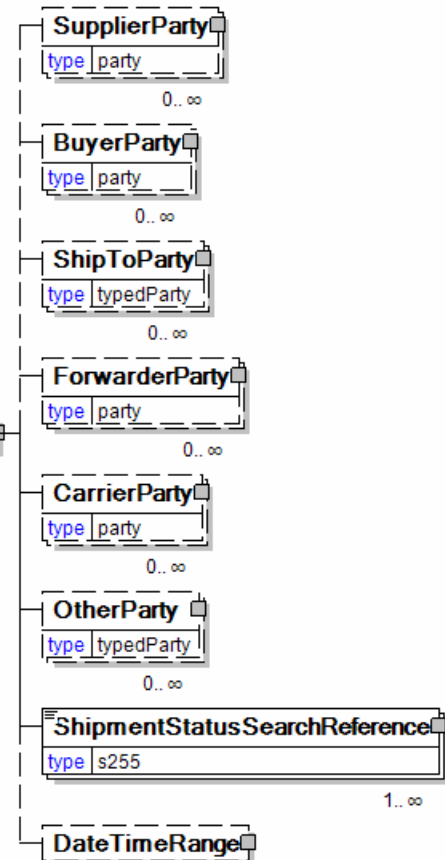 SupplierParty
type party
0.. ∞
BuyerParty
type party
0.. ∞
ShipToParty
type typedParty
0.. ∞
ForwarderParty
type party
0.. ∞
CarrierParty
type party
0.. ∞
OtherParty
type typedParty
0.. ∞
ShipmentStatusSearchReference
type s255
1.. ∞
DateTimeRange